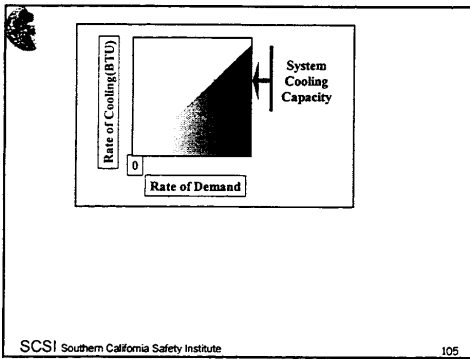 Rate of Cooling(BTU)
System
Cooling
Capacity
0
Rate of Demand
SCSI Southern California Safety Institute
105